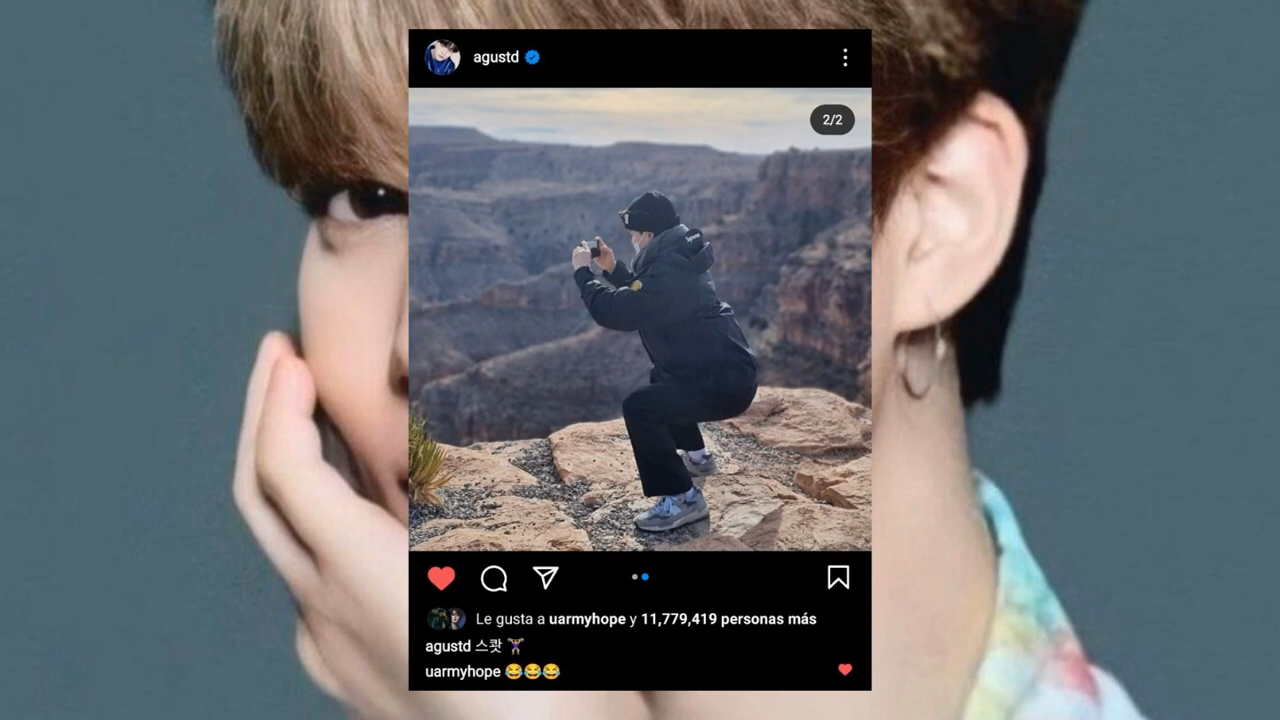 agustd
2/2
Le gusta a uarmyhope y 11,779,419 personas más
agustd 스쾃 🏋️‍♀️
uarmyhope 😂😂😂